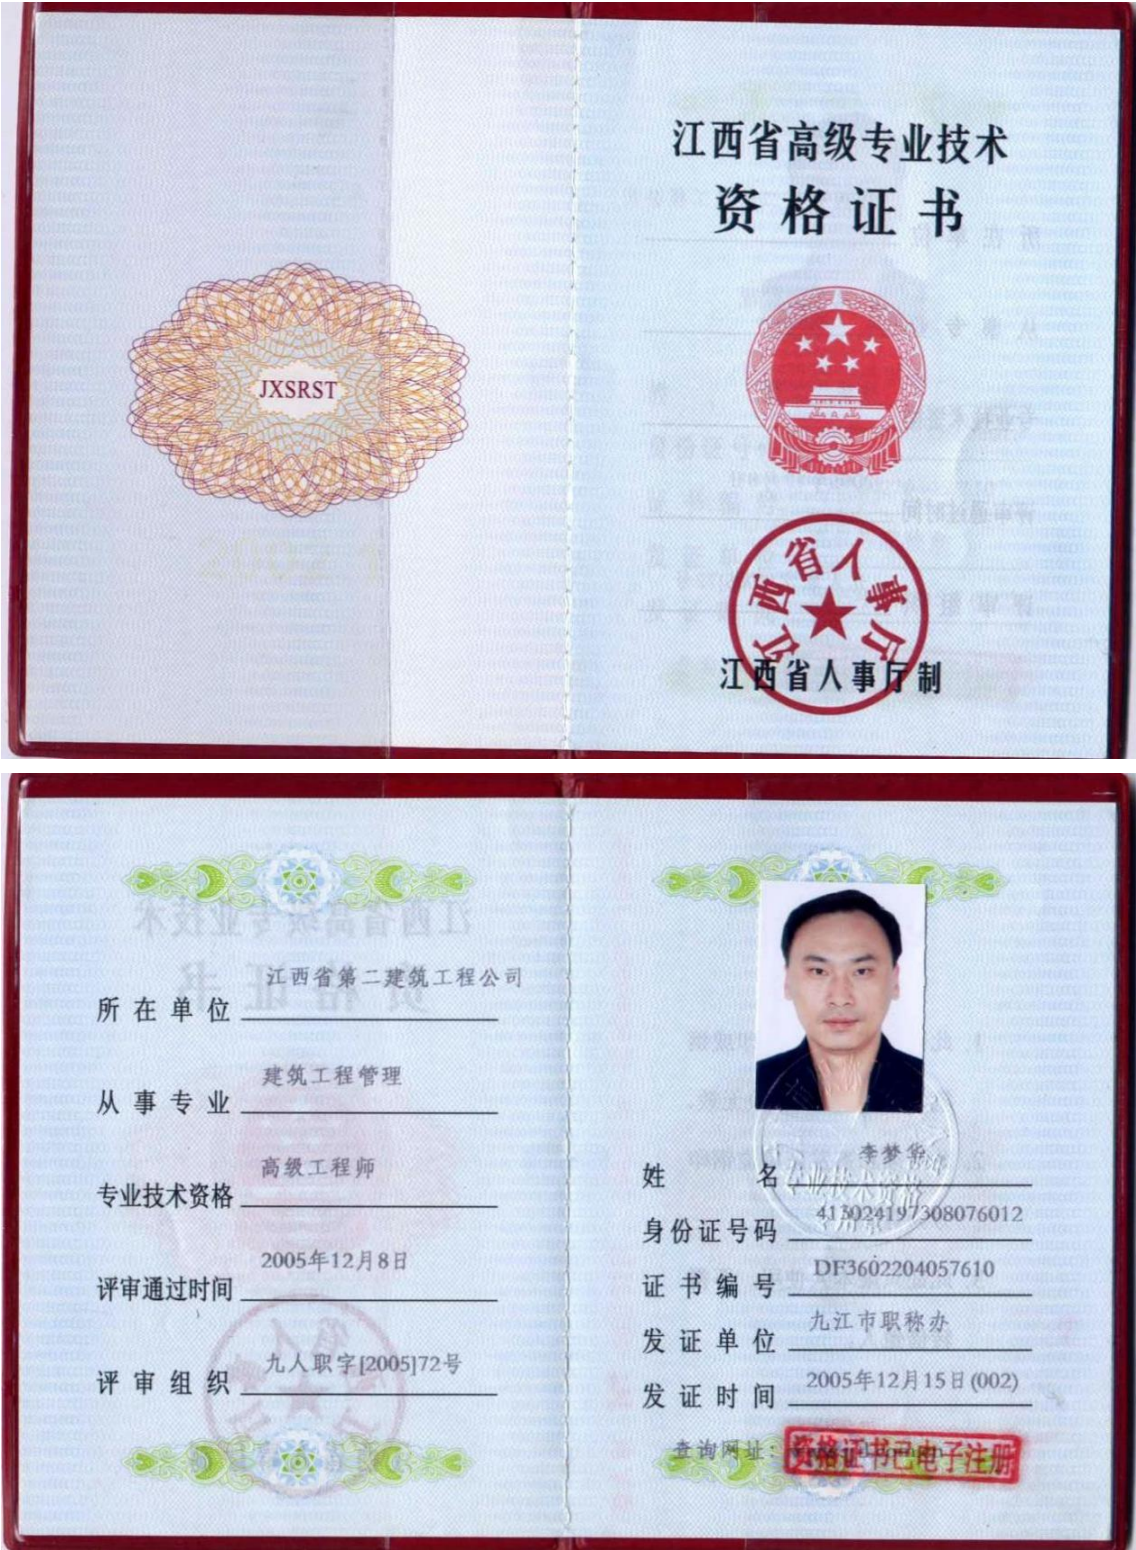 江西省高级专业技术
资格证书
JXSRST
江西省人事厅
江西省人事厅制
所在单位 江西省第二建筑工程公司
从事专业 建筑工程管理
专业技术资格 高级工程师
评审通过时间 2005年12月8日
评审组织 九人职字[2005]72号
姓名 李梦华
专业技术资格
身份证号码 413024197308076012
证书编号 DF3602204057610
发证单位 九江市职称办
发证时间 2005年12月15日(002)
查询网址:
资格证书已电子注册